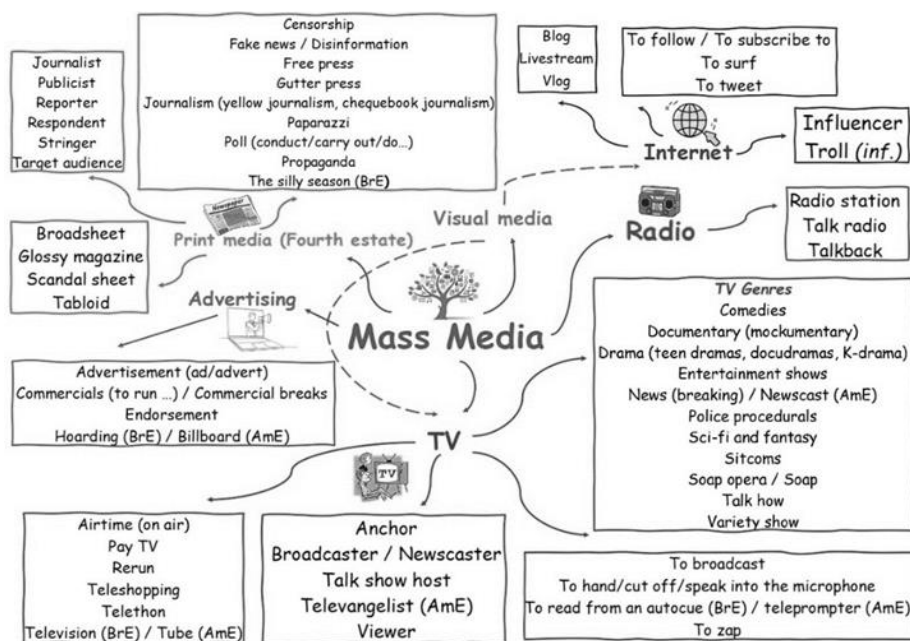 Censorship
Fake news / Disinformation
Free press
Gutter press
Journalism (yellow journalism, chequebook journalism)
Paparazzi
Poll (conduct/carry out/do...)
Propaganda
The silly season (BrE)
Journalist
Publicist
Reporter
Respondent
Stringer
Target audience
Blog
Livestream
Vlog
To follow / To subscribe to
To surf
To tweet
Internet
Influencer
Troll (inf.)
Newspaper
Print media (Fourth estate)
Visual media
Radio
Radio station
Talk radio
Talkback
Broadsheet
Glossy magazine
Scandal sheet
Tabloid
Advertising
Mass Media
TV Genres
Comedies
Documentary (mockumentary)
Drama (teen dramas, docudramas, K-drama)
Entertainment shows
News (breaking) / Newscast (AmE)
Police procedurals
Sci-fi and fantasy
Sitcoms
Soap opera / Soap
Talk how
Variety show
Advertisement (ad/advert)
Commercials (to run ...) / Commercial breaks
Endorsement
Hoarding (BrE) / Billboard (AmE)
TV
TV
Airtime (on air)
Pay TV
Rerun
Teleshopping
Telethon
Television (BrE) / Tube (AmE)
Anchor
Broadcaster / Newscaster
Talk show host
Televangelist (AmE)
Viewer
To broadcast
To hand/cut off/speak into the microphone
To read from an autocue (BrE) / teleprompter (AmE)
To zap